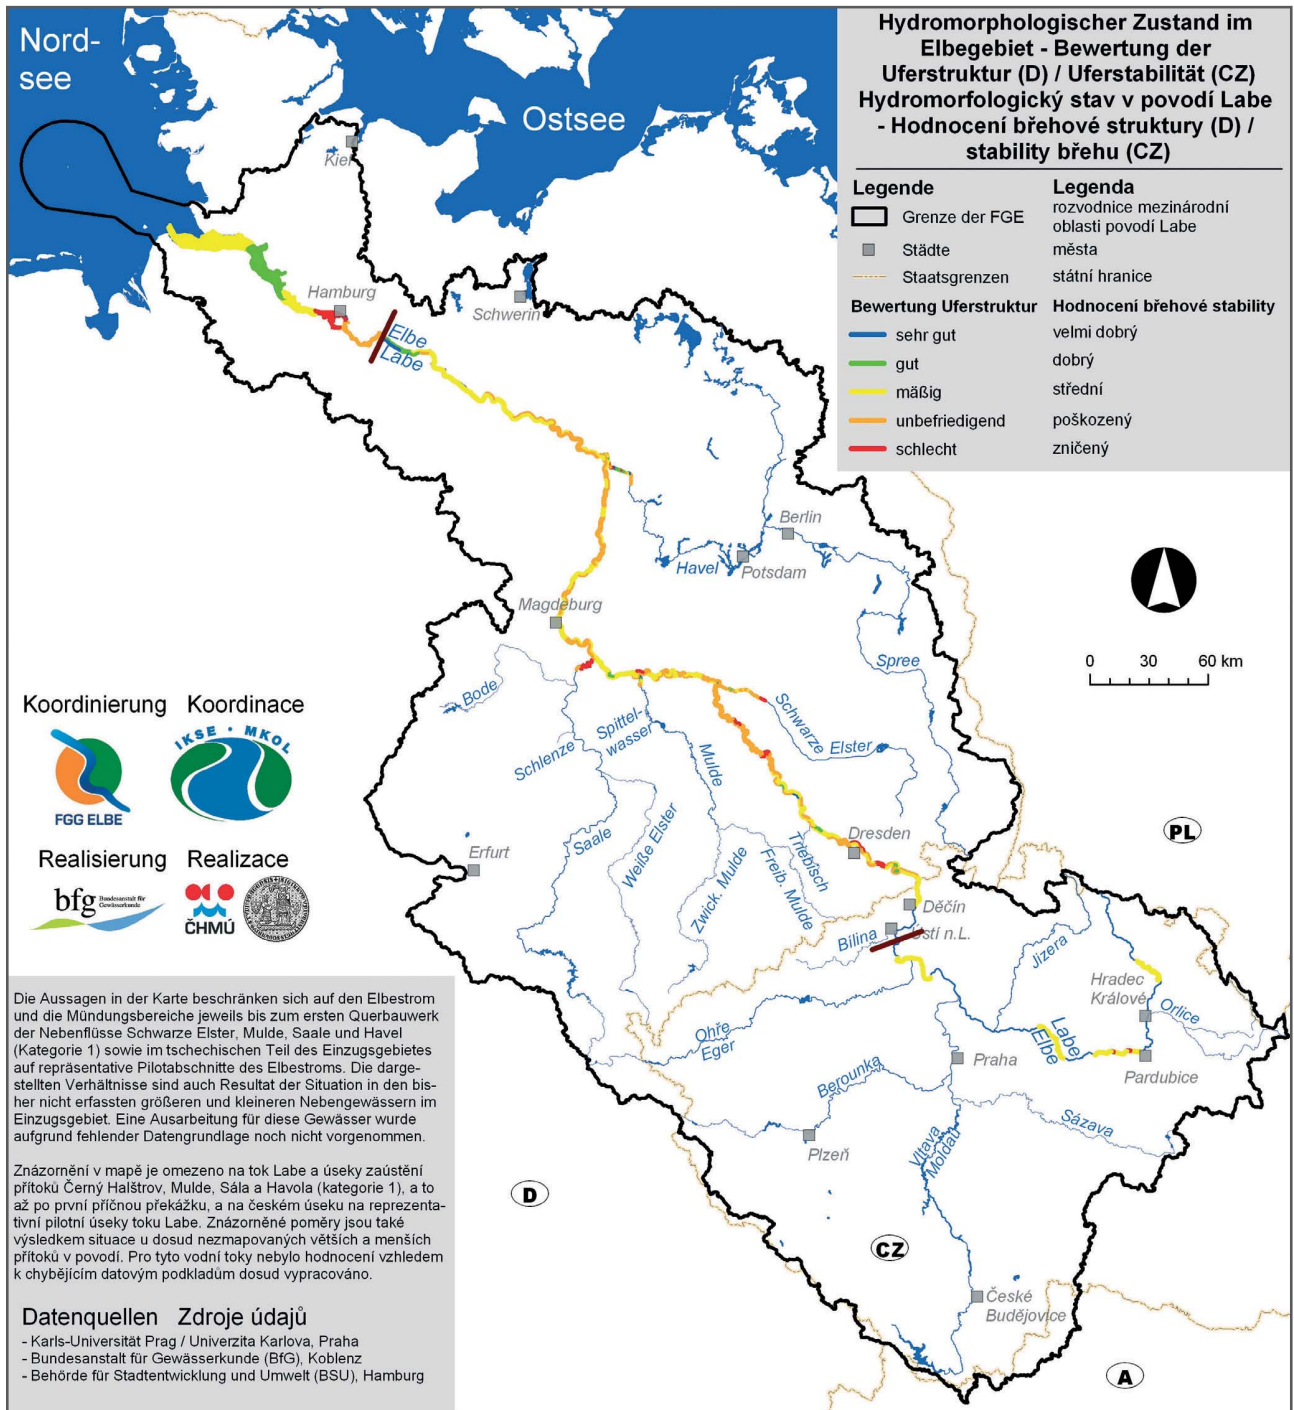 Nord-
see
Ostsee
Hydromorphologischer Zustand im
Elbegebiet - Bewertung der
Uferstruktur (D) / Uferstabilität (CZ)
Hydromorfologický stav v povodí Labe
- Hodnocení břehové struktury (D) /
stability břehu (CZ)
Legende Legenda
Grenze der FGE rozvodnice mezinárodní
oblasti povodí Labe
Städte města
Staatsgrenzen státní hranice
Bewertung Uferstruktur Hodnocení břehové stability
sehr gut velmi dobrý
gut dobrý
mäßig střední
unbefriedigend poškozený
schlecht zničený
Kiel
Hamburg
Schwerin
Elbe
Labe
Berlin
Havel
Potsdam
Magdeburg
Spree
0 30 60 km
Bode
Schwarze
Elster
Spittel-
wasser
Schlenze
Mulde
Koordinierung Koordinace
FGG ELBE
IKSE • MKOL
Realisierung Realizace
bfg Bundesanstalt für
Gewässerkunde
ČHMÚ
Saale
Weiße Elster
Zwick. Mulde
Freib. Mulde
Triebisch
Dresden
Erfurt
PL
Děčín
Bílina
Ústí n.L.
Jizera
Hradec
Králové
Orlice
Ohře
Eger
Labe
Elbe
Praha
Pardubice
Berounka
Sázava
Plzeň
Vltava
Moldau
D
CZ
České
Budějovice
A
Die Aussagen in der Karte beschränken sich auf den Elbestrom
und die Mündungsbereiche jeweils bis zum ersten Querbauwerk
der Nebenflüsse Schwarze Elster, Mulde, Saale und Havel
(Kategorie 1) sowie im tschechischen Teil des Einzugsgebietes
auf repräsentative Pilotabschnitte des Elbestroms. Die darge-
stellten Verhältnisse sind auch Resultat der Situation in den bis-
her nicht erfassten größeren und kleineren Nebengewässern im
Einzugsgebiet. Eine Ausarbeitung für diese Gewässer wurde
aufgrund fehlender Datengrundlage noch nicht vorgenommen.
Znázornění v mapě je omezeno na tok Labe a úseky zaústění
přítoků Černý Halštrov, Mulde, Sála a Havola (kategorie 1), a to
až po první příčnou překážku, a na českém úseku na reprezenta-
tivní pilotní úseky toku Labe. Znázorněné poměry jsou také
výsledkem situace u dosud nezmapovaných větších a menších
přítoků v povodí. Pro tyto vodní toky nebylo hodnocení vzhledem
k chybějícím datovým podkladům dosud vypracováno.
Datenquellen Zdroje údajů
- Karls-Universität Prag / Univerzita Karlova, Praha
- Bundesanstalt für Gewässerkunde (BfG), Koblenz
- Behörde für Stadtentwicklung und Umwelt (BSU), Hamburg